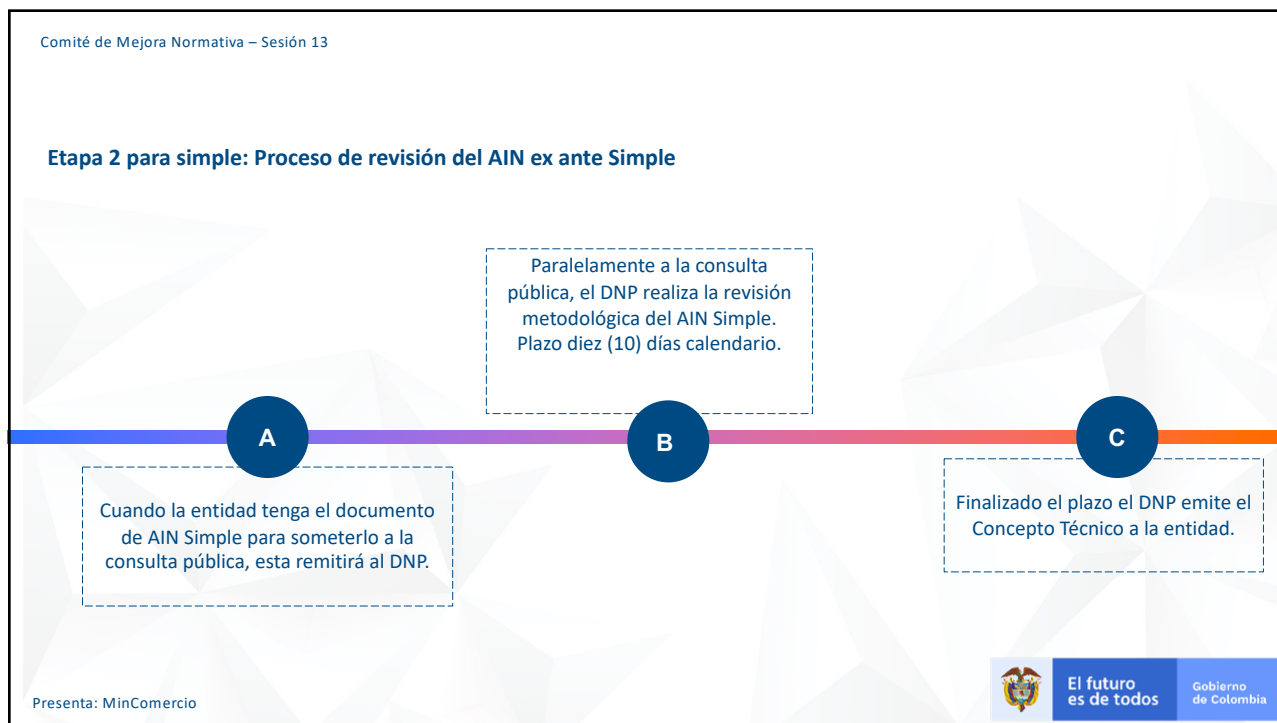 Comité de Mejora Normativa – Sesión 13
Etapa 2 para simple: Proceso de revisión del AIN ex ante Simple
Paralelamente a la consulta
pública, el DNP realiza la revisión
metodológica del AIN Simple.
Plazo diez (10) días calendario.
A
B
C
Cuando la entidad tenga el documento
de AIN Simple para someterlo a la
consulta pública, esta remitirá al DNP.
Finalizado el plazo el DNP emite el
Concepto Técnico a la entidad.
Presenta: MinComercio
El futuro
es de todos
Gobierno
de Colombia